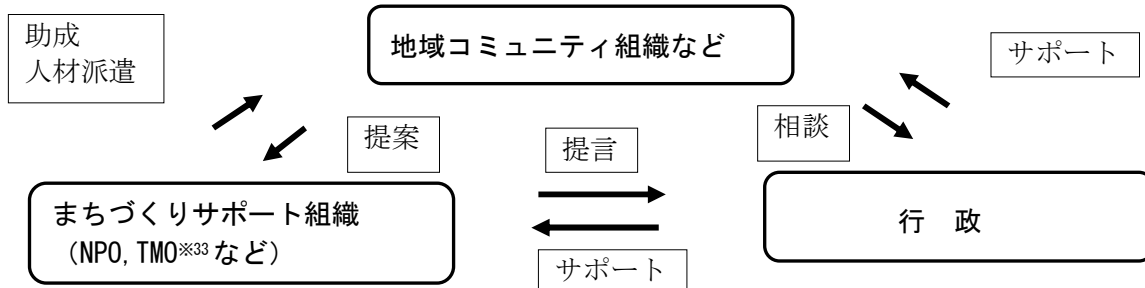 助成
人材派遣
地域コミュニティ組織など
サポート
提案
提言
相談
まちづくりサポート組織
（NPO,TMO※33など）
行　政
サポート